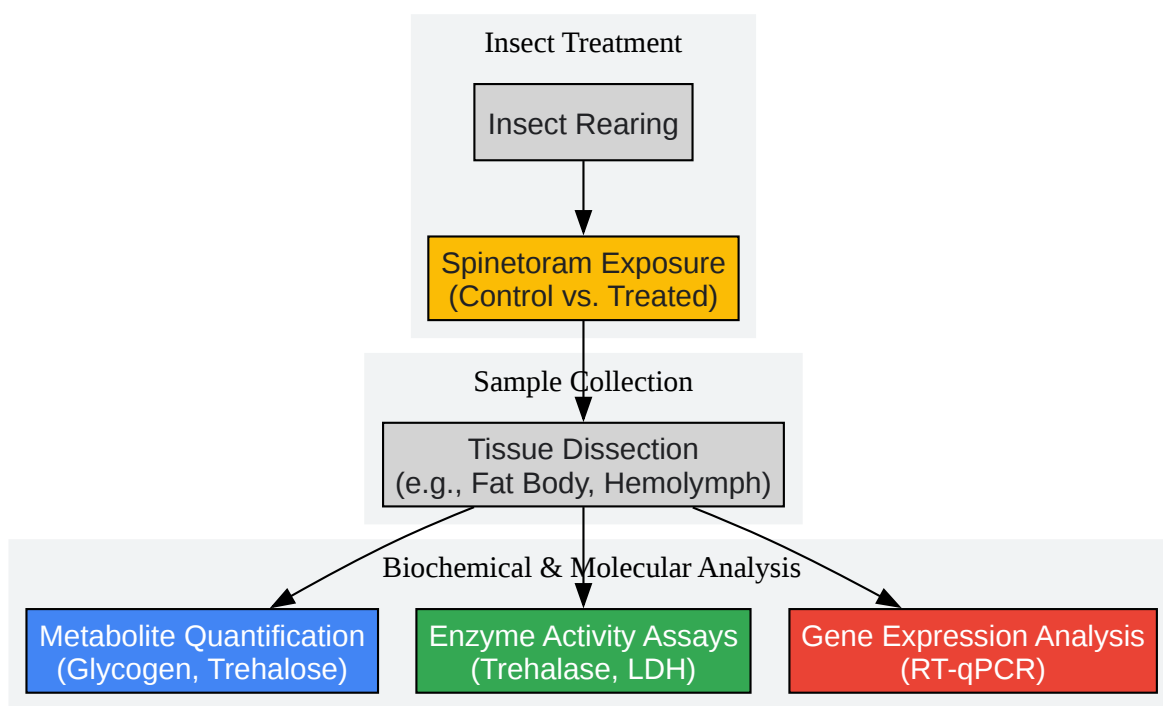 Insect Treatment
Insect Rearing
Spinetoram Exposure
(Control vs. Treated)
Sample Collection
Tissue Dissection
(e.g., Fat Body, Hemolymph)
Biochemical & Molecular Analysis
Metabolite Quantification
(Glycogen, Trehalose)
Enzyme Activity Assays
(Trehalase, LDH)
Gene Expression Analysis
(RT-qPCR)